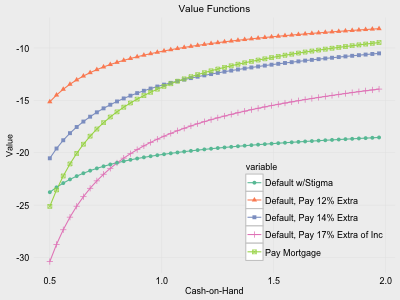 Value Functions
-10
-15
-20
-25
-30
Value
variable
Default w/Stigma
Default, Pay 12% Extra
Default, Pay 14% Extra
Default, Pay 17% Extra of Inc
Pay Mortgage
0.5 1.0 1.5 2.0
Cash-on-Hand